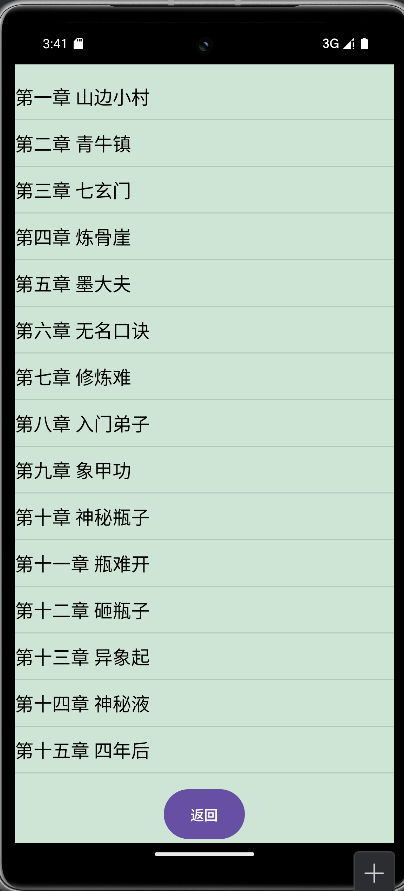 3:41
3G
第一章 山边小村
第二章 青牛镇
第三章 七玄门
第四章 炼骨崖
第五章 墨大夫
第六章 无名口诀
第七章 修炼难
第八章 入门弟子
第九章 象甲功
第十章 神秘瓶子
第十一章 瓶难开
第十二章 砸瓶子
第十三章 异象起
第十四章 神秘液
第十五章 四年后
返回